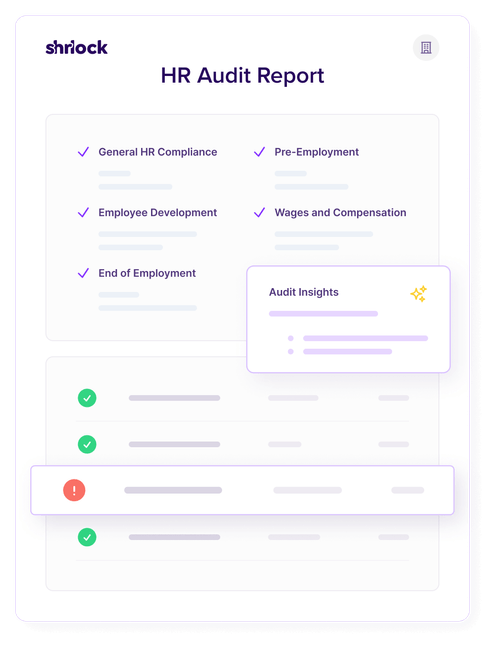 shrlock
HR Audit Report
General HR Compliance
Pre-Employment
Employee Development
Wages and Compensation
End of Employment
Audit Insights